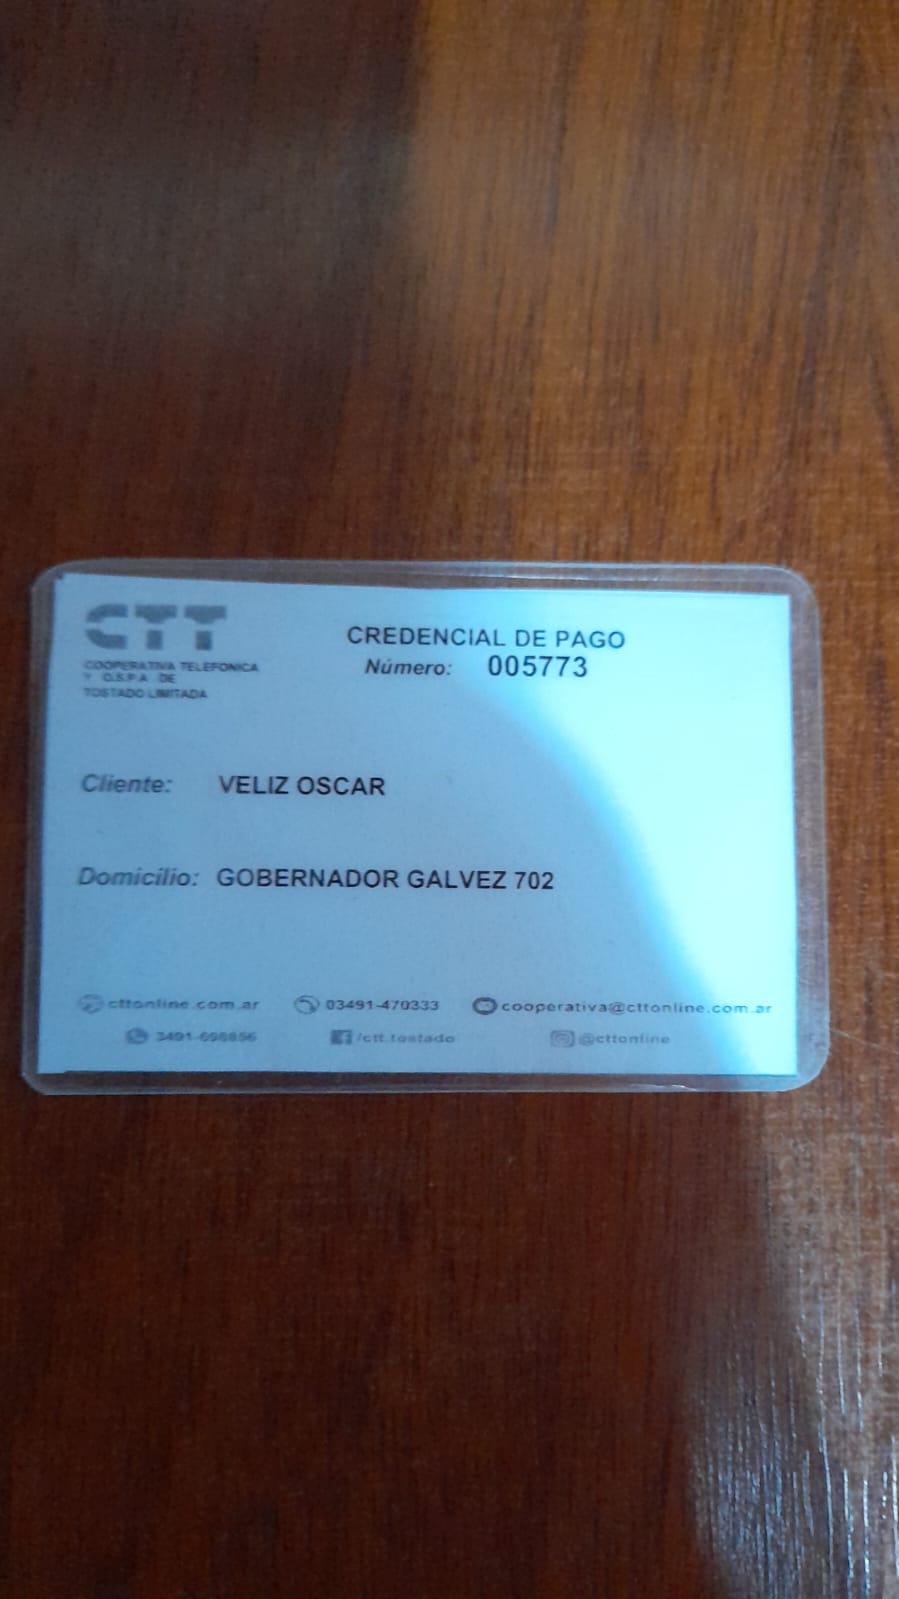 CTT
COOPERATIVA TELEFONICA
Y O.S.P.A. DE
TOSTADO LIMITADA
CREDENCIAL DE PAGO
Número: 005773
Cliente: VELIZ OSCAR
Domicilio: GOBERNADOR GALVEZ 702
cttonline.com.ar 03491-470333 cooperativa@cttonline.com.ar
/ctt.tostado @cttonline